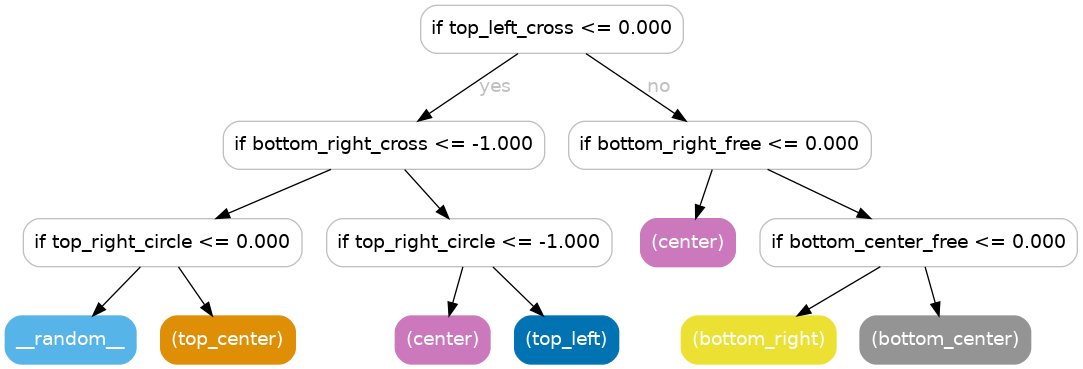 if top_left_cross <= 0.000
yes
no
if bottom_right_cross <= -1.000
if bottom_right_free <= 0.000
if top_right_circle <= 0.000
if top_right_circle <= -1.000
(center)
if bottom_center_free <= 0.000
__random__
(top_center)
(center)
(top_left)
(bottom_right)
(bottom_center)